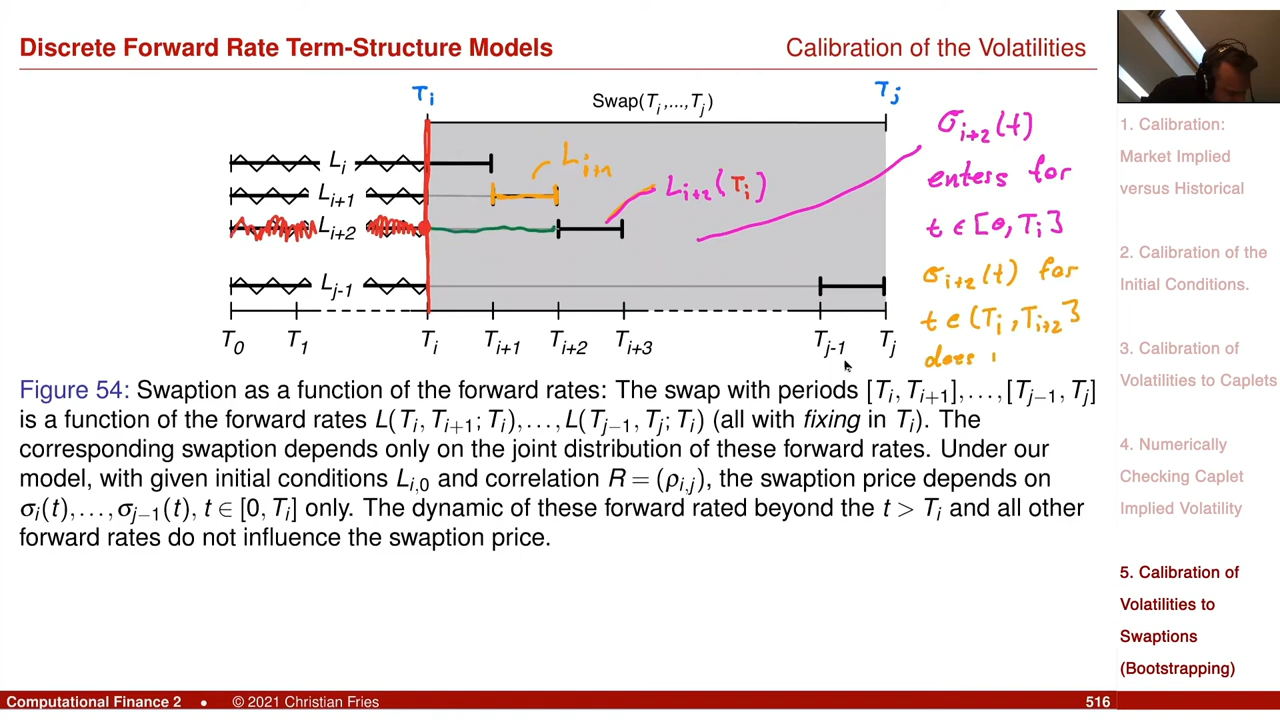 Discrete Forward Rate Term-Structure Models
Calibration of the Volatilities
T_i
Swap(T_i,...,T_j)
T_j
L_i
L_{i+1}
L_{i+1}
L_{i+2}
L_{i+2}(T_i)
L_{j-1}
T_0 T_1 T_i T_{i+1} T_{i+2} T_{i+3} T_{j-1} T_j
σ_{i+2}(t)
enters for
t ∈ [0, T_i]
σ_{i+2}(t) for
t ∈ (T_i, T_{i+2}]
does
Figure 54: Swaption as a function of the forward rates: The swap with periods [T_i, T_{i+1}],...,[T_{j-1}, T_j]
is a function of the forward rates L(T_i, T_{i+1}; T_i),...,L(T_{j-1}, T_j; T_i) (all with fixing in T_i). The
corresponding swaption depends only on the joint distribution of these forward rates. Under our
model, with given initial conditions L_{i,0} and correlation R = (ρ_{i,j}), the swaption price depends on
σ_i(t),...,σ_{j-1}(t), t ∈ [0, T_i] only. The dynamic of these forward rated beyond the t > T_i and all other
forward rates do not influence the swaption price.
1. Calibration:
Market Implied
versus Historical
2. Calibration of the
Initial Conditions.
3. Calibration of
Volatilities to Caplets
4. Numerically
Checking Caplet
Implied Volatility
5. Calibration of
Volatilities to
Swaptions
(Bootstrapping)
Computational Finance 2 • © 2021 Christian Fries
516